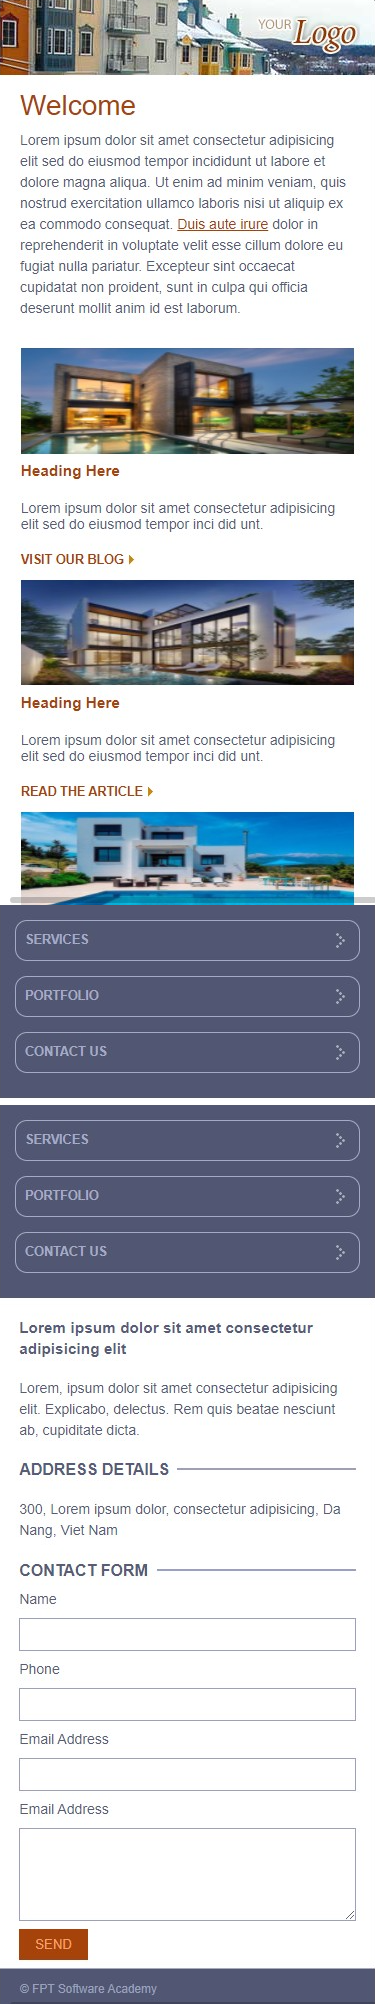 YOUR Logo
Welcome
Lorem ipsum dolor sit amet consectetur adipisicing
elit sed do eiusmod tempor incididunt ut labore et
dolore magna aliqua. Ut enim ad minim veniam, quis
nostrud exercitation ullamco laboris nisi ut aliquip ex
ea commodo consequat. Duis aute irure dolor in
reprehenderit in voluptate velit esse cillum dolore eu
fugiat nulla pariatur. Excepteur sint occaecat
cupidatat non proident, sunt in culpa qui officia
deserunt mollit anim id est laborum.
Heading Here
Lorem ipsum dolor sit amet consectetur adipisicing
elit sed do eiusmod tempor inci did unt.
VISIT OUR BLOG
Heading Here
Lorem ipsum dolor sit amet consectetur adipisicing
elit sed do eiusmod tempor inci did unt.
READ THE ARTICLE
SERVICES
PORTFOLIO
CONTACT US
SERVICES
PORTFOLIO
CONTACT US
Lorem ipsum dolor sit amet consectetur
adipisicing elit
Lorem, ipsum dolor sit amet consectetur adipisicing
elit. Explicabo, delectus. Rem quis beatae nesciunt
ab, cupiditate dicta.
ADDRESS DETAILS
300, Lorem ipsum dolor, consectetur adipisicing, Da
Nang, Viet Nam
CONTACT FORM
Name
Phone
Email Address
Email Address
SEND
© FPT Software Academy